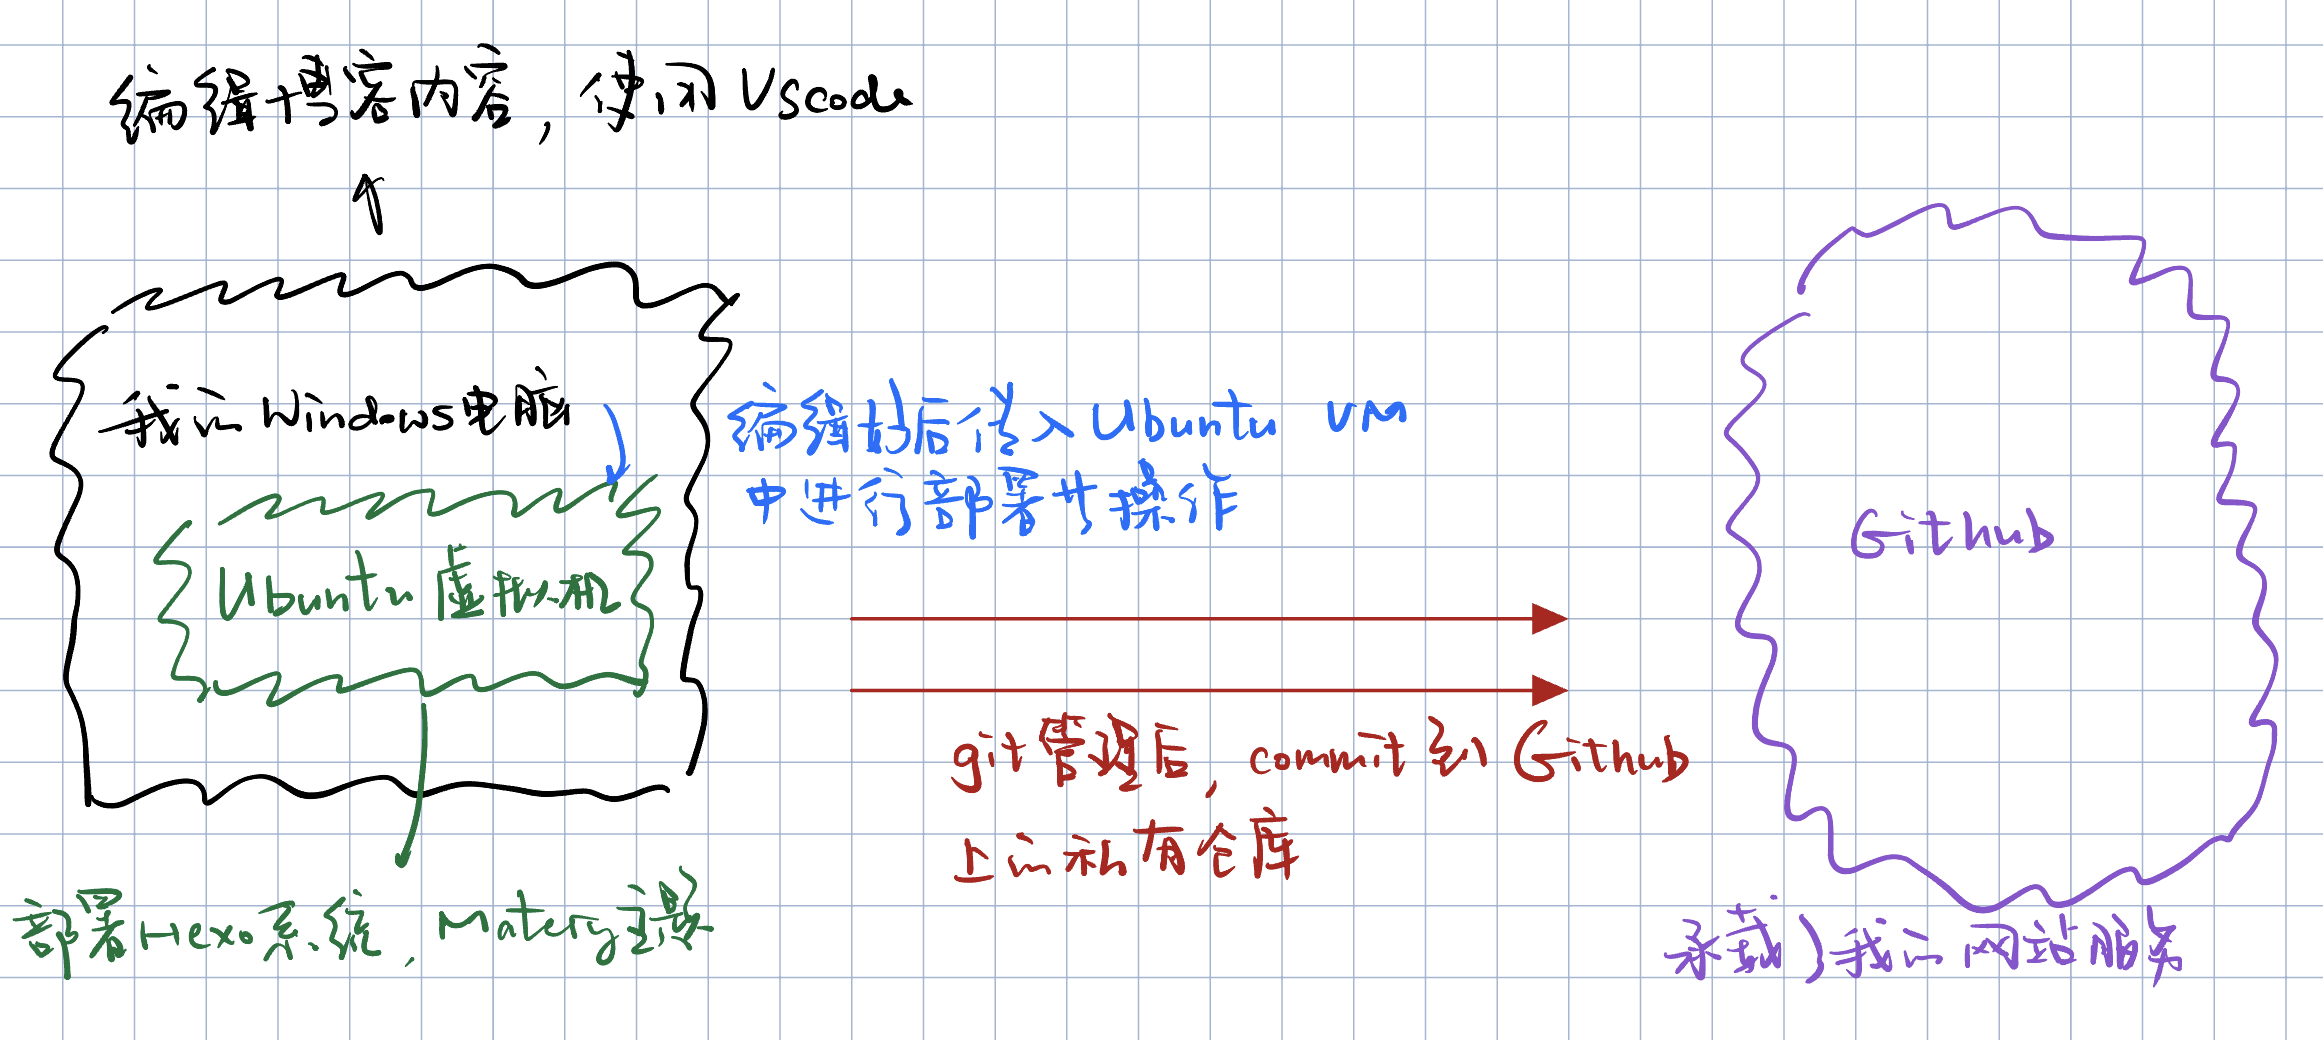 编辑博客内容,使用Vscode
我的Windows电脑
编辑好后传入Ubuntu VM
中进行部署等操作
Ubuntu虚拟机
Github
git管理后,commit到Github
上的私有仓库
部署Hexo系统,Matery主题
承载了我的网站服务